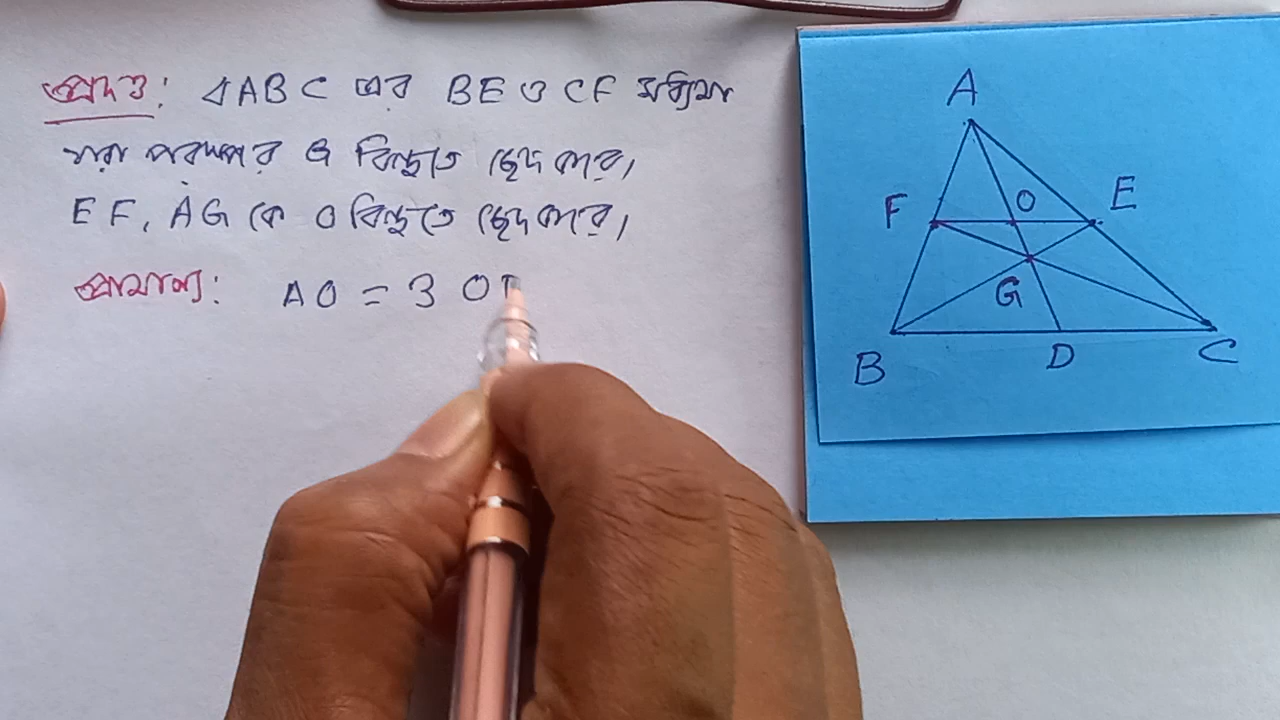 প্রদত্ত: △ABC এর BE ও CF মধ্যমা
দ্বয় পরস্পর G বিন্দুতে ছেদ করে।
EF, AG কে O বিন্দুতে ছেদ করে।
প্রমাণ্য: AO = 3 O
A
F
O
E
G
B
D
C